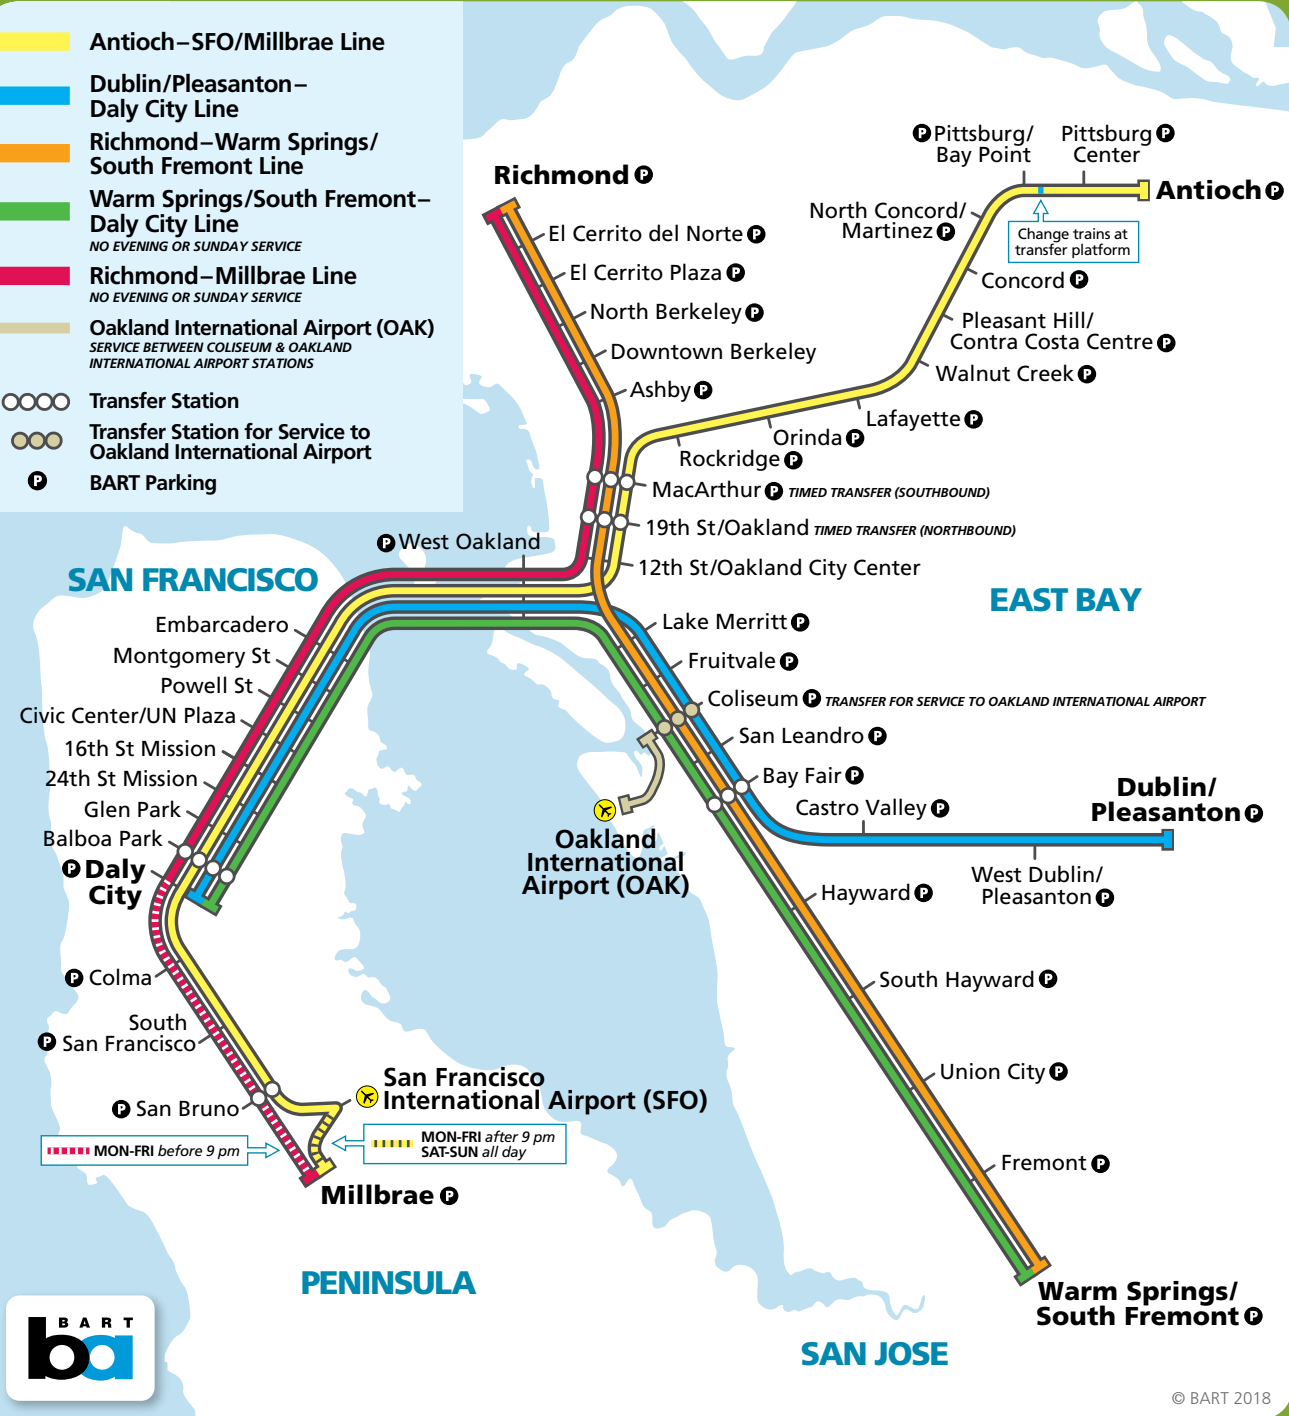 Antioch–SFO/Millbrae Line
Dublin/Pleasanton–
Daly City Line
Richmond–Warm Springs/
South Fremont Line
Warm Springs/South Fremont–
Daly City Line
NO EVENING OR SUNDAY SERVICE
Richmond–Millbrae Line
NO EVENING OR SUNDAY SERVICE
Oakland International Airport (OAK)
SERVICE BETWEEN COLISEUM & OAKLAND
INTERNATIONAL AIRPORT STATIONS
Transfer Station
Transfer Station for Service to
Oakland International Airport
P BART Parking
Richmond P
El Cerrito del Norte P
El Cerrito Plaza P
North Berkeley P
Downtown Berkeley
Ashby P
P Pittsburg/
Bay Point
Pittsburg P
Center
Antioch P
Change trains at
transfer platform
North Concord/
Martinez P
Concord P
Pleasant Hill/
Contra Costa Centre P
Walnut Creek P
Lafayette P
Orinda P
Rockridge P
MacArthur P TIMED TRANSFER (SOUTHBOUND)
19th St/Oakland TIMED TRANSFER (NORTHBOUND)
12th St/Oakland City Center
P West Oakland
SAN FRANCISCO
EAST BAY
Embarcadero
Montgomery St
Powell St
Civic Center/UN Plaza
16th St Mission
24th St Mission
Glen Park
Balboa Park
P Daly
City
Lake Merritt P
Fruitvale P
Coliseum P TRANSFER FOR SERVICE TO OAKLAND INTERNATIONAL AIRPORT
San Leandro P
Bay Fair P
Castro Valley P
Dublin/
Pleasanton P
West Dublin/
Pleasanton P
Oakland
International
Airport (OAK)
Hayward P
South Hayward P
Union City P
Fremont P
Warm Springs/
South Fremont P
P Colma
South
P San Francisco
P San Bruno
San Francisco
International Airport (SFO)
MON-FRI before 9 pm
MON-FRI after 9 pm
SAT-SUN all day
Millbrae P
PENINSULA
SAN JOSE
BART
ba
© BART 2018